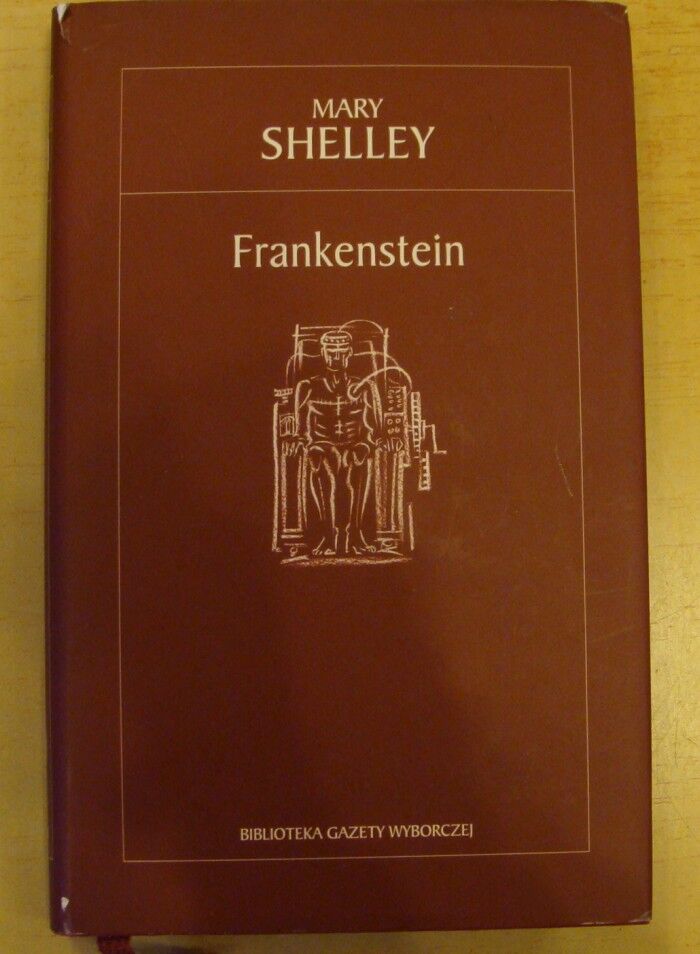 MARY
SHELLEY
Frankenstein
BIBLIOTEKA GAZETY WYBORCZEJ